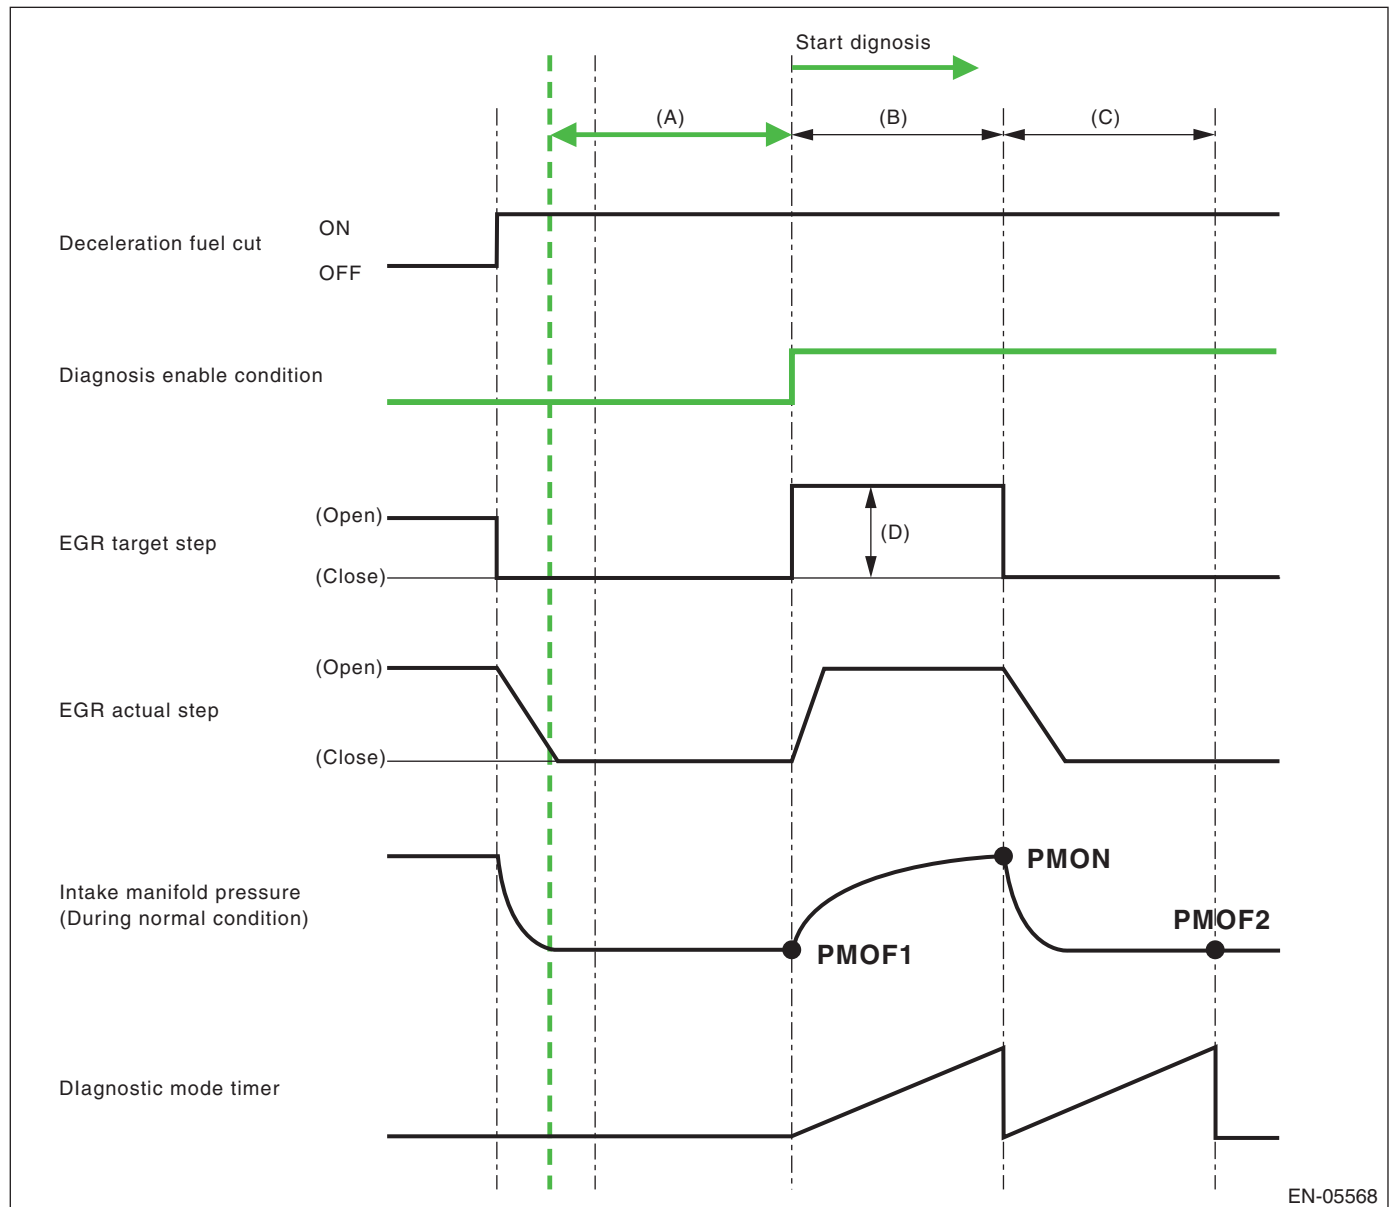 Start dignosis
(A)
(B)
(C)
Deceleration fuel cut
ON
OFF
Diagnosis enable condition
EGR target step
(Open)
(Close)
(D)
EGR actual step
(Open)
(Close)
Intake manifold pressure
(During normal condition)
PMON
PMOF1
PMOF2
DIagnostic mode timer
EN-05568